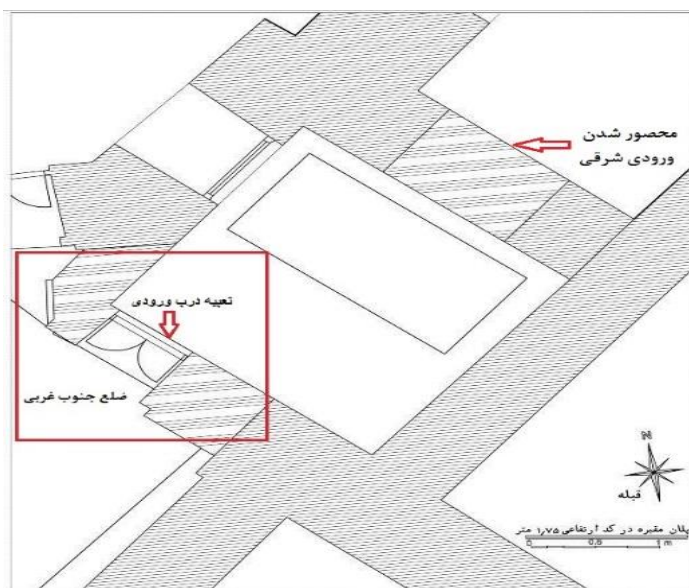 محصور شدن
ورودی شرقی
تعبیه درب ورودی
ضلع جنوب غربی
N
قبله
پلان مقبره در کد ارتفاعی ۱٫۷۵ متر
0 0,5 1 m